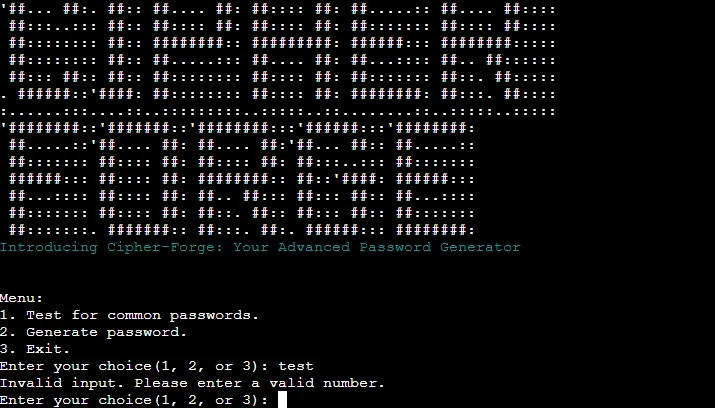 CIPHER
FORGE
Introducing Cipher-Forge: Your Advanced Password Generator
Menu:
1. Test for common passwords.
2. Generate password.
3. Exit.
Enter your choice(1, 2, or 3): test
Invalid input. Please enter a valid number.
Enter your choice(1, 2, or 3):